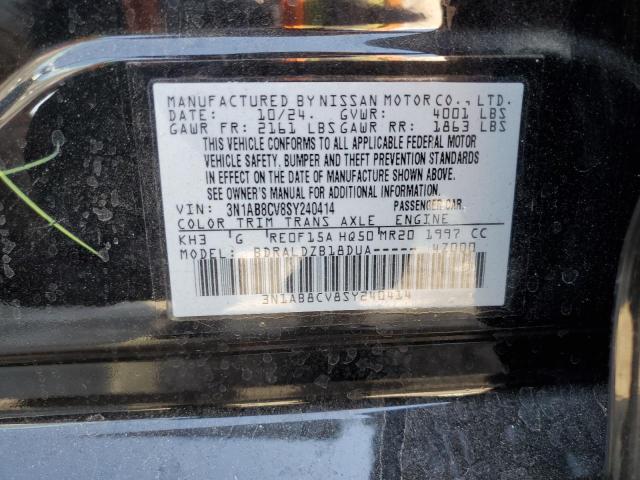 MANUFACTURED BY NISSAN MOTOR CO., LTD.
DATE: 10/24. GVWR: 4001 LBS
GAWR FR: 2161 LBS GAWR RR: 1863 LBS
THIS VEHICLE CONFORMS TO ALL APPLICABLE FEDERAL MOTOR
VEHICLE SAFETY, BUMPER AND THEFT PREVENTION STANDARDS
IN EFFECT ON THE DATE OF MANUFACTURE SHOWN ABOVE.
SEE OWNER'S MANUAL FOR ADDITIONAL INFORMATION.
VIN: 3N1AB8CV8SY240414 PASSENGER CAR.
COLOR TRIM TRANS AXLE ENGINE
KH3 G RE0F15A HQ50 MR20 1997 CC
MODEL: BDRALDZB18DUA----- 4Z000
3N1AB8CV8SY240414